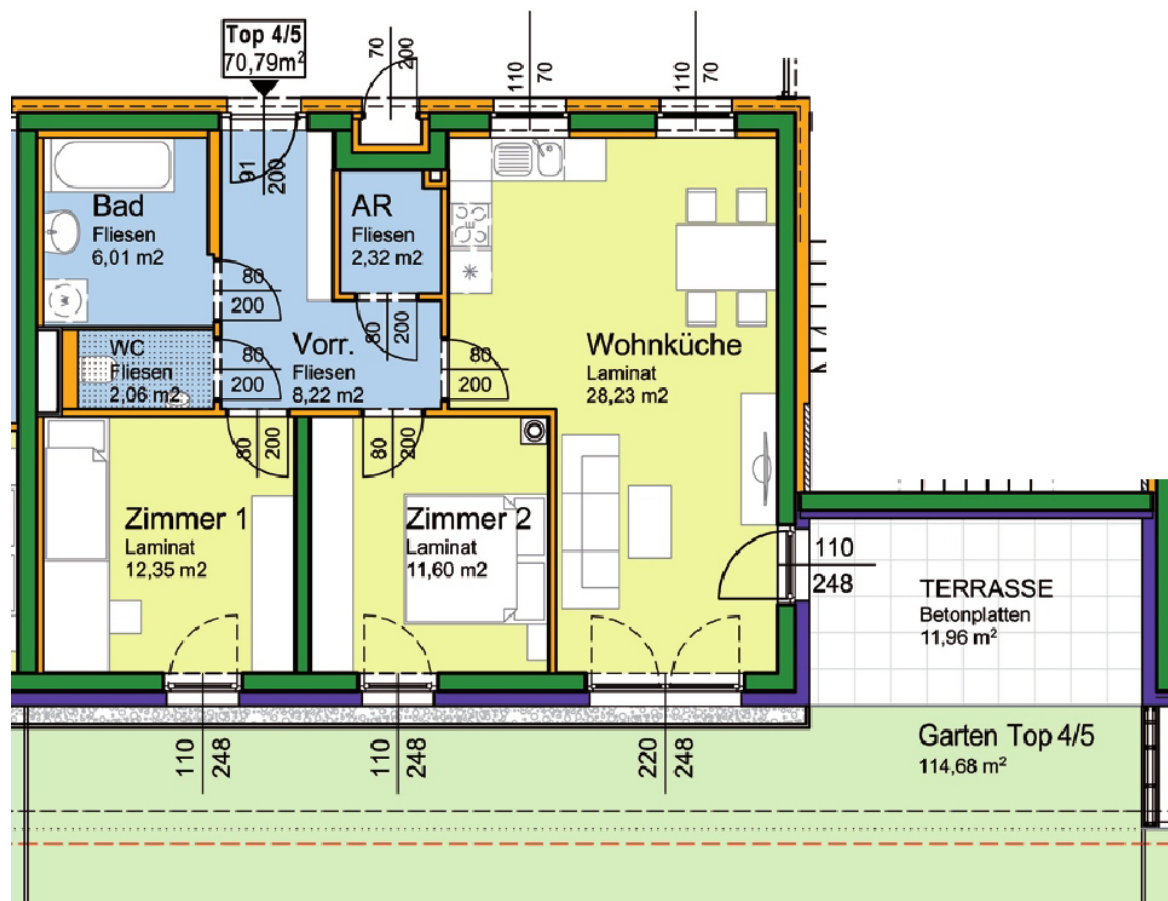 Top 4/5
70,79m²
70
200
110
70
110
70
91
200
Bad
Fliesen
6,01 m2
AR
Fliesen
2,32 m2
80
200
80
200
WC
Fliesen
2,06 m2
80
200
Vorr.
Fliesen
8,22 m2
80
200
Wohnküche
Laminat
28,23 m2
80
200
80
200
Zimmer 1
Laminat
12,35 m2
Zimmer 2
Laminat
11,60 m2
110
248
TERRASSE
Betonplatten
11,96 m²
110
248
110
248
220
248
Garten Top 4/5
114,68 m²